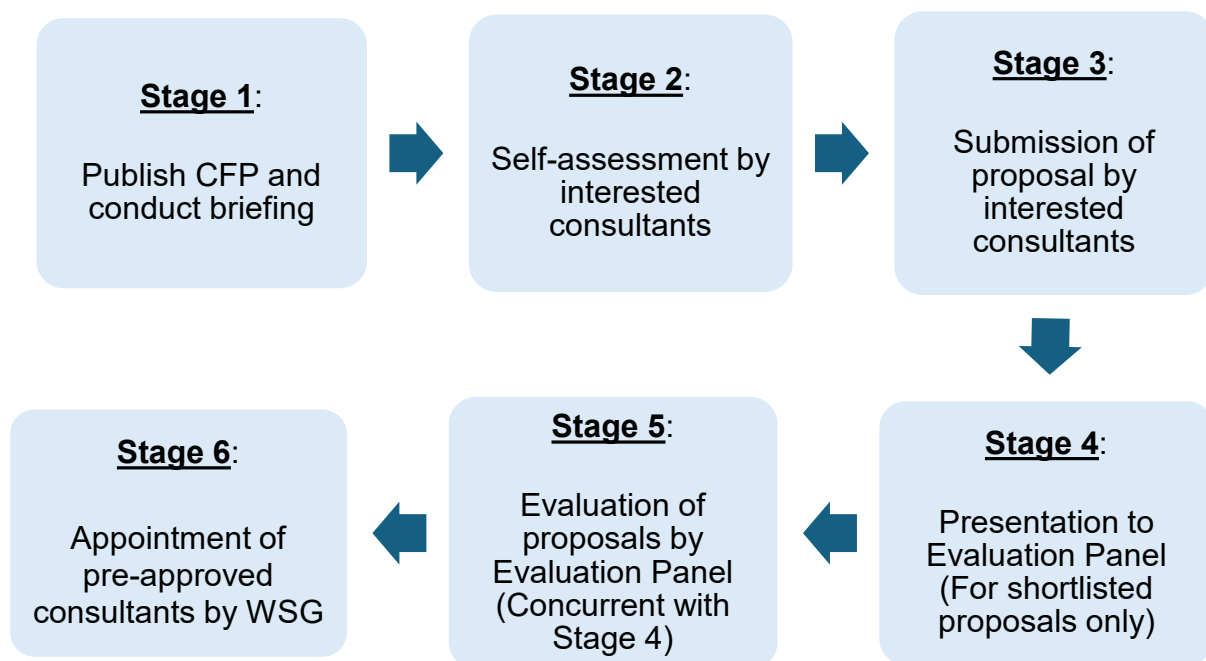 Stage 1:
Publish CFP and
conduct briefing
Stage 2:
Self-assessment by
interested
consultants
Stage 3:
Submission of
proposal by
interested
consultants
Stage 4:
Presentation to
Evaluation Panel
(For shortlisted
proposals only)
Stage 5:
Evaluation of
proposals by
Evaluation Panel
(Concurrent with
Stage 4)
Stage 6:
Appointment of
pre-approved
consultants by WSG